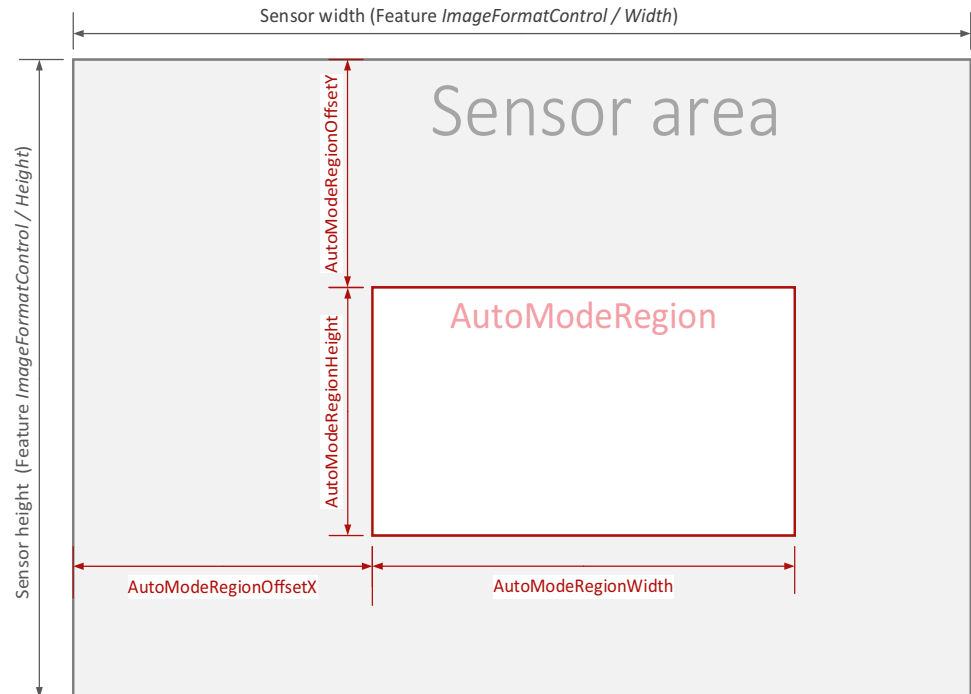 Sensor width (Feature ImageFormatControl / Width)
Sensor area
AutoModeRegionOffsetY
Sensor height (Feature ImageFormatControl / Height)
AutoModeRegion
AutoModeRegionHeight
AutoModeRegionOffsetX
AutoModeRegionWidth